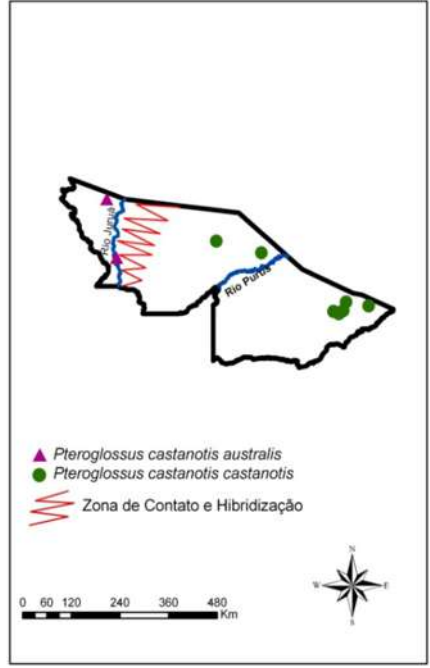 Rio Juruá
Rio Purus
Pteroglossus castanotis australis
Pteroglossus castanotis castanotis
Zona de Contato e Hibridização
N
W
E
S
0 60 120 240 360 480
Km